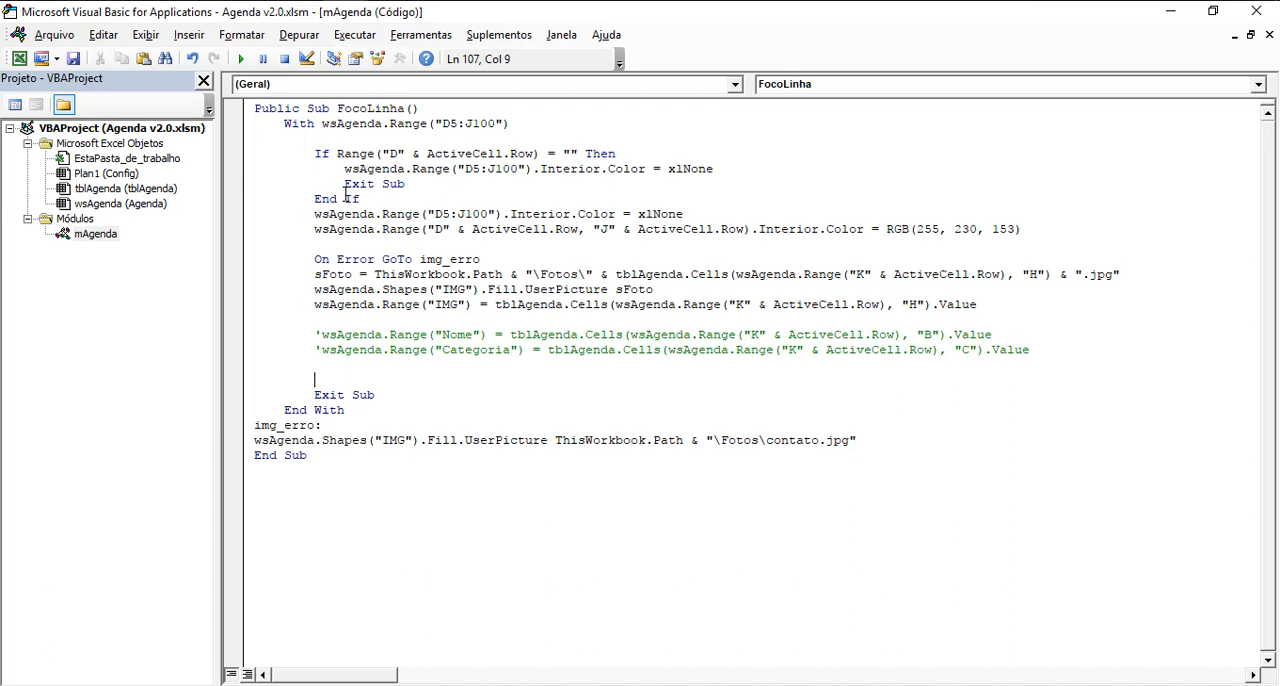 Microsoft Visual Basic for Applications - Agenda v2.0.xlsm - [mAgenda (Código)]
Arquivo Editar Exibir Inserir Formatar Depurar Executar Ferramentas Suplementos Janela Ajuda
Ln 107, Col 9
Projeto - VBAProject
(Geral)
FocoLinha
VBAProject (Agenda v2.0.xlsm)
Microsoft Excel Objetos
EstaPasta_de_trabalho
Plan1 (Config)
tblAgenda (tblAgenda)
wsAgenda (Agenda)
Módulos
mAgenda
Public Sub FocoLinha()
With wsAgenda.Range("D5:J100")
If Range("D" & ActiveCell.Row) = "" Then
wsAgenda.Range("D5:J100").Interior.Color = xlNone
Exit Sub
End If
wsAgenda.Range("D5:J100").Interior.Color = xlNone
wsAgenda.Range("D" & ActiveCell.Row, "J" & ActiveCell.Row).Interior.Color = RGB(255, 230, 153)
On Error GoTo img_erro
sFoto = ThisWorkbook.Path & "\Fotos\" & tblAgenda.Cells(wsAgenda.Range("K" & ActiveCell.Row), "H") & ".jpg"
wsAgenda.Shapes("IMG").Fill.UserPicture sFoto
wsAgenda.Range("IMG") = tblAgenda.Cells(wsAgenda.Range("K" & ActiveCell.Row), "H").Value
'wsAgenda.Range("Nome") = tblAgenda.Cells(wsAgenda.Range("K" & ActiveCell.Row), "B").Value
'wsAgenda.Range("Categoria") = tblAgenda.Cells(wsAgenda.Range("K" & ActiveCell.Row), "C").Value
Exit Sub
End With
img_erro:
wsAgenda.Shapes("IMG").Fill.UserPicture ThisWorkbook.Path & "\Fotos\contato.jpg"
End Sub